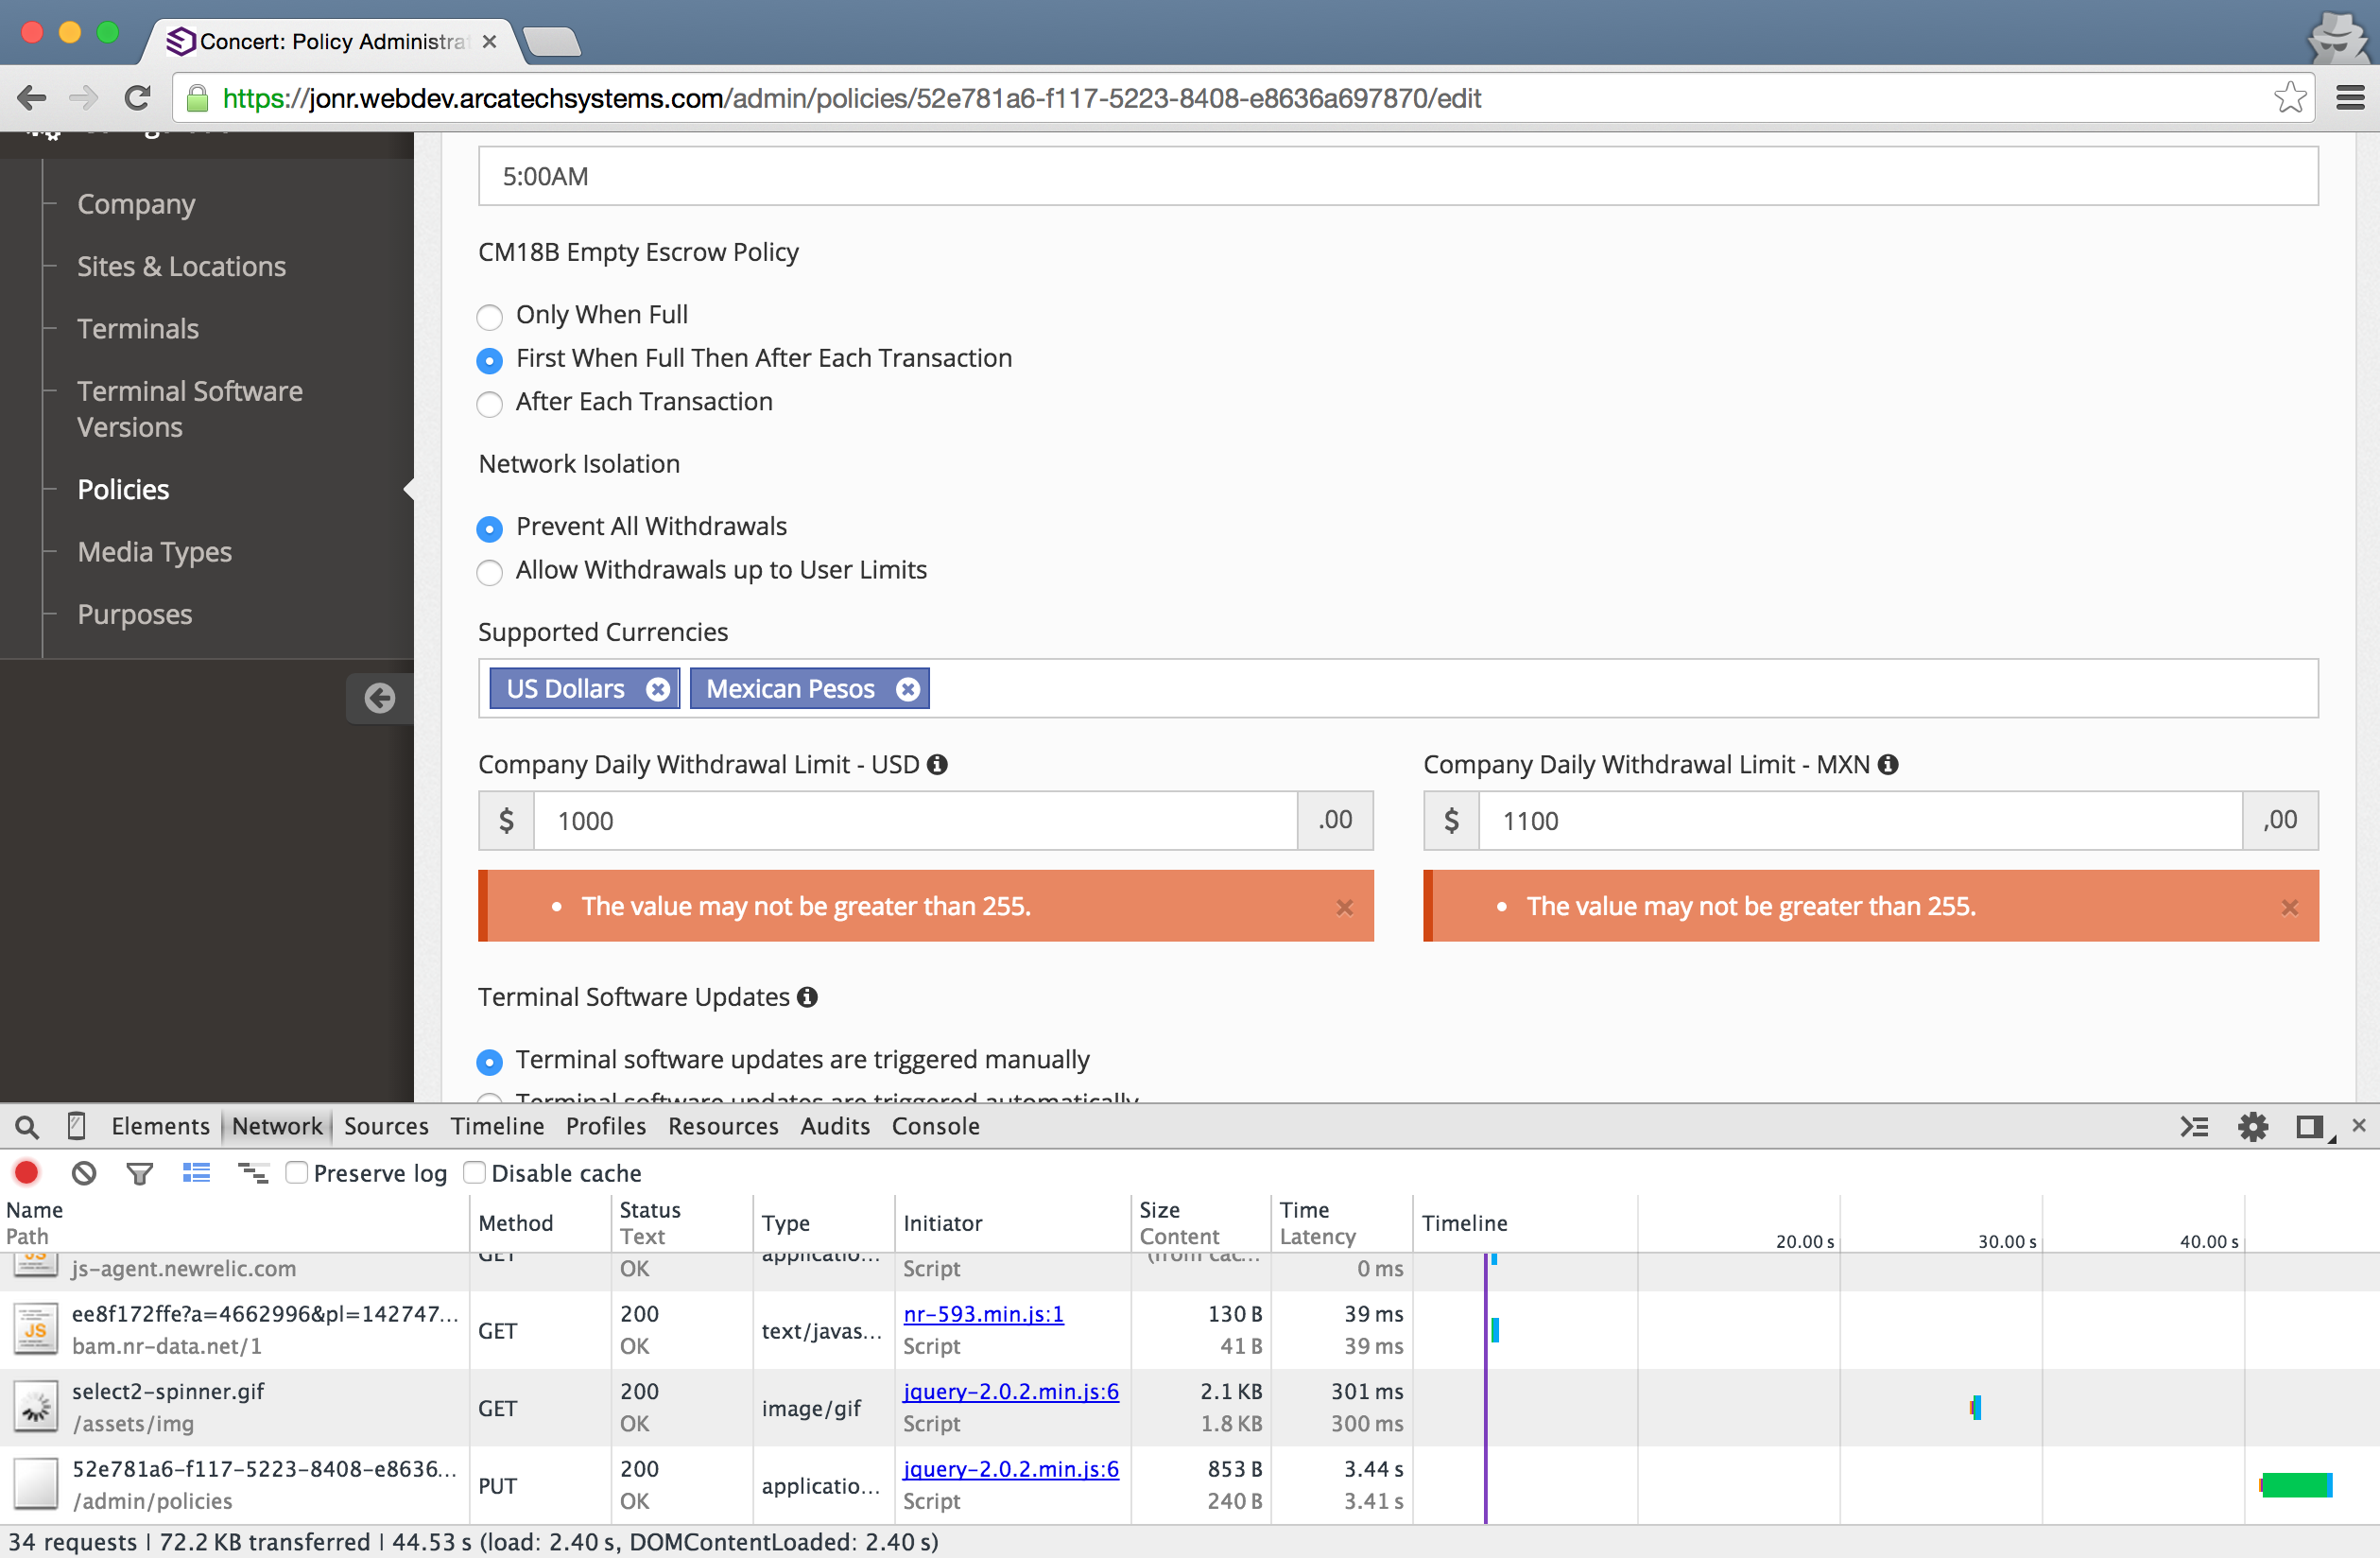 Concert: Policy Administra
https://jonr.webdev.arcatechsystems.com/admin/policies/52e781a6-f117-5223-8408-e8636a697870/edit
Company
Sites & Locations
Terminals
Terminal Software
Versions
Policies
Media Types
Purposes
5:00AM
CM18B Empty Escrow Policy
Only When Full
First When Full Then After Each Transaction
After Each Transaction
Network Isolation
Prevent All Withdrawals
Allow Withdrawals up to User Limits
Supported Currencies
US Dollars Mexican Pesos
Company Daily Withdrawal Limit - USD Company Daily Withdrawal Limit - MXN
$ 1000 .00 $ 1100 ,00
• The value may not be greater than 255. • The value may not be greater than 255.
Terminal Software Updates
Terminal software updates are triggered manually
Terminal software updates are triggered automatically
Elements Network Sources Timeline Profiles Resources Audits Console
Preserve log Disable cache
Name Method Status Type Initiator Size Time Timeline
Path Text Content Latency 20.00 s 30.00 s 40.00 s
GET applicatio... (from cac...
js-agent.newrelic.com OK Script 0 ms
ee8f172ffe?a=4662996&pl=142747... GET 200 text/javas... nr-593.min.js:1 130 B 39 ms
bam.nr-data.net/1 OK Script 41 B 39 ms
select2-spinner.gif GET 200 image/gif jquery-2.0.2.min.js:6 2.1 KB 301 ms
/assets/img OK Script 1.8 KB 300 ms
52e781a6-f117-5223-8408-e8636... PUT 200 applicatio... jquery-2.0.2.min.js:6 853 B 3.44 s
/admin/policies OK Script 240 B 3.41 s
34 requests | 72.2 KB transferred | 44.53 s (load: 2.40 s, DOMContentLoaded: 2.40 s)